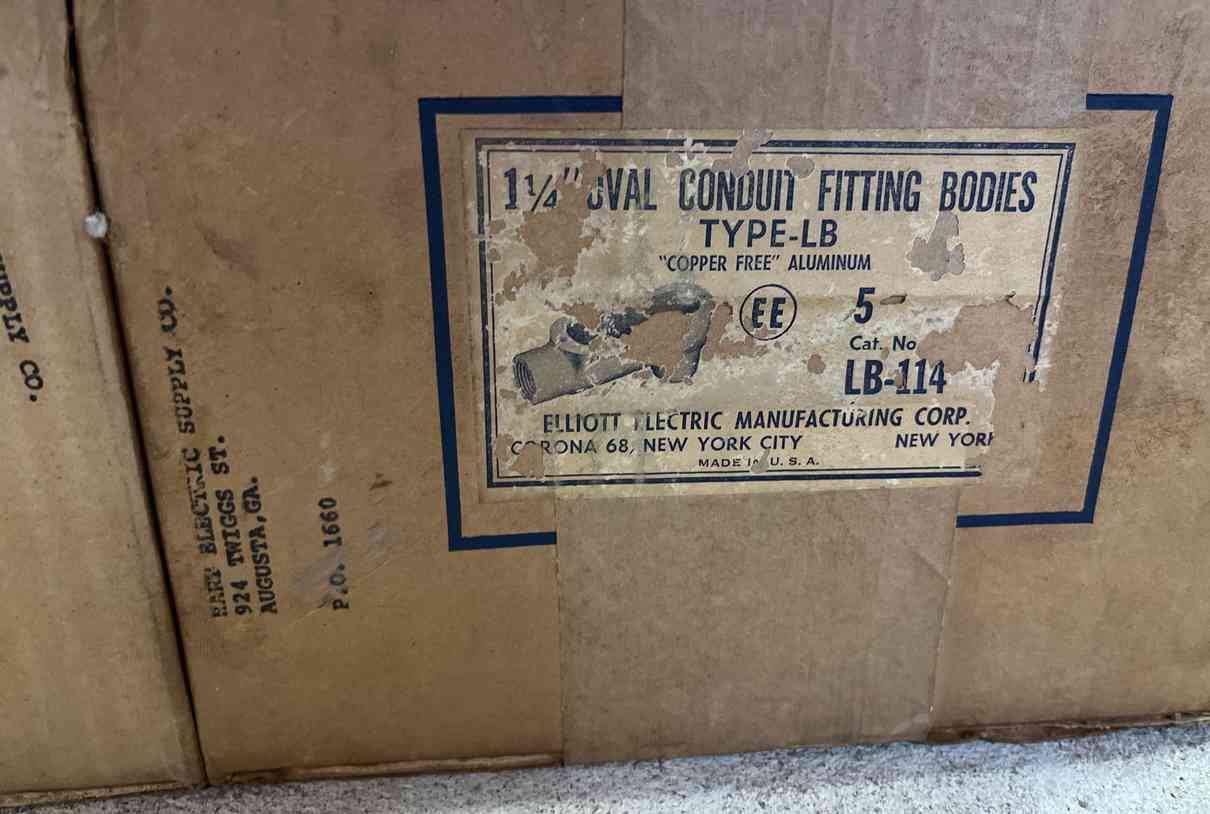 1¼" OVAL CONDUIT FITTING BODIES
TYPE-LB
"COPPER FREE" ALUMINUM
EE
5
Cat. No
LB-114
ELLIOTT ELECTRIC MANUFACTURING CORP.
CORONA 68, NEW YORK CITY NEW YORK
MADE IN U. S. A.
ELECTRIC SUPPLY CO.
924 TWIGGS ST.
AUGUSTA, GA.
P.O. 1660
CO.